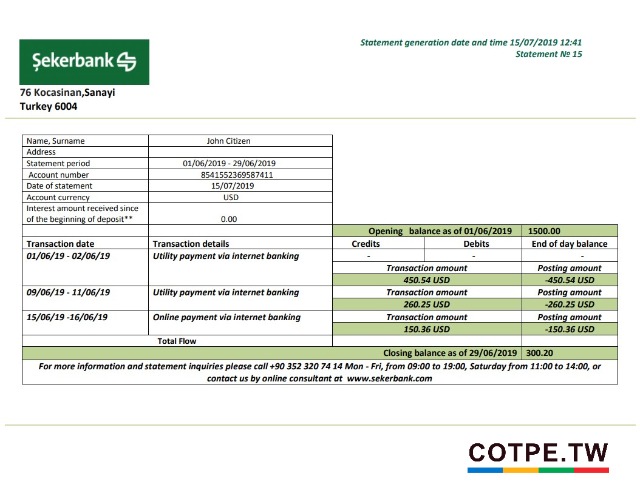 Statement generation date and time 15/07/2019 12:41
Statement № 15
Şekerbank
76 Kocasinan,Sanayi
Turkey 6004
Name, Surname John Citizen
Address
Statement period 01/06/2019 - 29/06/2019
Account number 8541552369587411
Date of statement 15/07/2019
Account currency USD
Interest amount received since
of the beginning of deposit** 0.00
Opening balance as of 01/06/2019 1500.00
Transaction date Transaction details Credits Debits End of day balance
01/06/19 - 02/06/19 Utility payment via internet banking - - -
Transaction amount Posting amount
450.54 USD -450.54 USD
09/06/19 - 11/06/19 Utility payment via internet banking Transaction amount Posting amount
260.25 USD -260.25 USD
15/06/19 -16/06/19 Online payment via internet banking Transaction amount Posting amount
150.36 USD -150.36 USD
Total Flow
Closing balance as of 29/06/2019 300.20
For more information and statement inquiries please call +90 352 320 74 14 Mon - Fri, from 09:00 to 19:00, Saturday from 11:00 to 14:00, or
contact us by online consultant at www.sekerbank.com
COTPE.TW